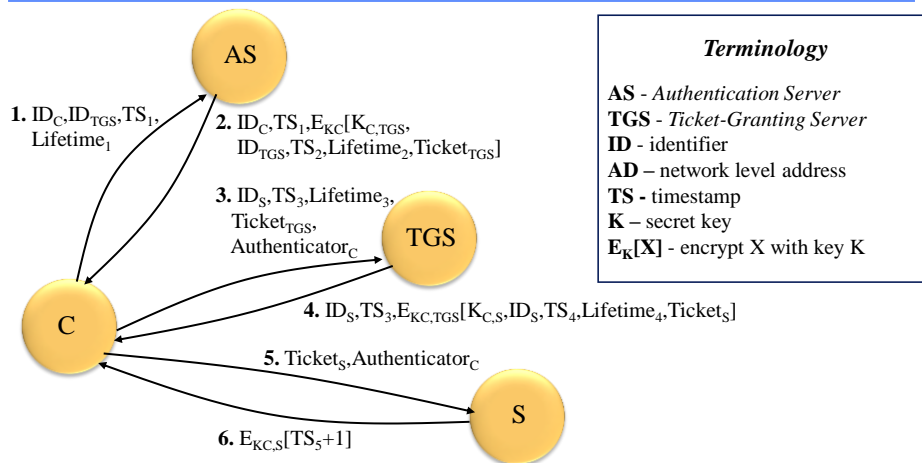 AS
1. ID_C,ID_TGS,TS_1,
Lifetime_1
2. ID_C,TS_1,E_KC[K_C,TGS,
ID_TGS,TS_2,Lifetime_2,Ticket_TGS]
3. ID_S,TS_3,Lifetime_3,
Ticket_TGS,
Authenticator_C
TGS
C
4. ID_S,TS_3,E_KC,TGS[K_C,S,ID_S,TS_4,Lifetime_4,Ticket_S]
5. Ticket_S,Authenticator_C
S
6. E_KC,S[TS_5+1]
Terminology
AS - Authentication Server
TGS - Ticket-Granting Server
ID - identifier
AD – network level address
TS - timestamp
K – secret key
E_K[X] - encrypt X with key K